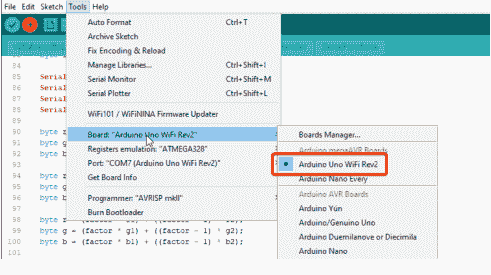 File Edit Sketch Tools Help
Auto Format Ctrl+T
Archive Sketch
Fix Encoding & Reload
Manage Libraries... Ctrl+Shift+I
Serial Monitor Ctrl+Shift+M
Serial Plotter Ctrl+Shift+L
WiFi101 / WiFiNINA Firmware Updater
Board: "Arduino Uno WiFi Rev2"
Registers emulation: "ATMEGA328"
Port: "COM7 (Arduino Uno WiFi Rev2)"
Get Board Info
Programmer: "AVRISP mkII"
Burn Bootloader
Boards Manager...
Arduino megaAVR Boards
Arduino Uno WiFi Rev2
Arduino Nano Every
Arduino AVR Boards
Arduino Yún
Arduino/Genuino Uno
Arduino Duemilanove or Diecimila
Arduino Nano
84
85 Serial
86 Serial
87 Serial
88 Serial
89
90 byte r
91 byte g
92 byte b
93
94
95
96
97
98 byte
99 byte g = (factor * g1) + ((factor - 1) * g2);
100 byte b = (factor * b1) + ((factor - 1) * b2);
101